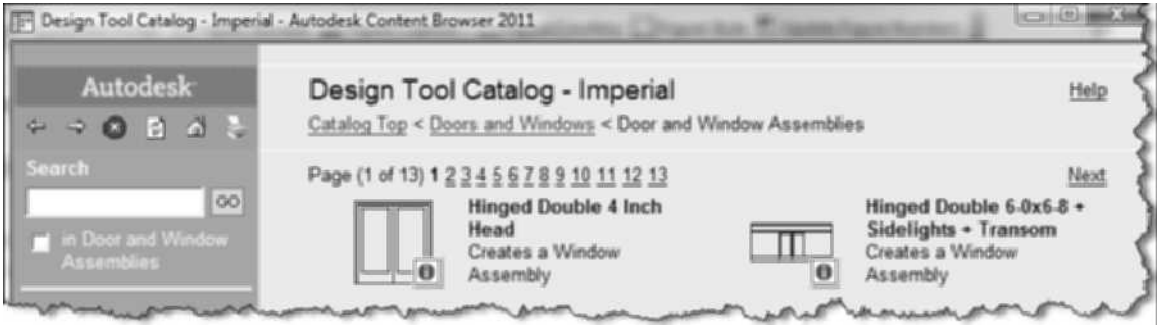 Design Tool Catalog - Imperial - Autodesk Content Browser 2011
Autodesk
Design Tool Catalog - Imperial
Help
Catalog Top < Doors and Windows < Door and Window Assemblies
Search
GO
in Door and Window
Assemblies
Page (1 of 13) 1 2 3 4 5 6 7 8 9 10 11 12 13
Next
Hinged Double 4 Inch
Head
Creates a Window
Assembly
Hinged Double 6-0x6-8 +
Sidelights + Transom
Creates a Window
Assembly